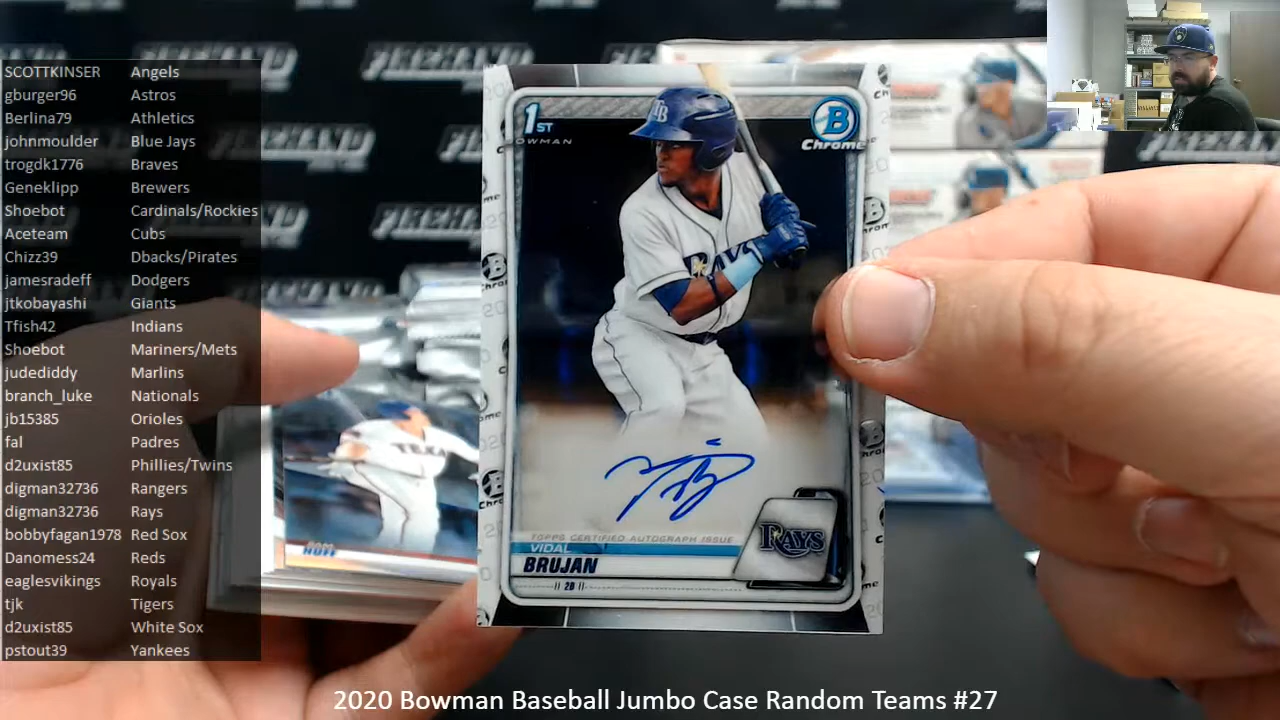 SCOTTKINSER Angels
gburger96 Astros
Berlina79 Athletics
johnmoulder Blue Jays
trogdk1776 Braves
Geneklipp Brewers
Shoebot Cardinals/Rockies
Aceteam Cubs
Chizz39 Dbacks/Pirates
jamesradeff Dodgers
jtkobayashi Giants
Tfish42 Indians
Shoebot Mariners/Mets
judediddy Marlins
branch_luke Nationals
jb15385 Orioles
fal Padres
d2uxist85 Phillies/Twins
digman32736 Rangers
digman32736 Rays
bobbyfagan1978 Red Sox
Danomess24 Reds
eaglesvikings Royals
tjk Tigers
d2uxist85 White Sox
pstout39 Yankees
FIREHAND
1ST
OWMAN
B
Chrome
TB
RAYS
TOPPS CERTIFIED AUTOGRAPH ISSUE
VIDAL
BRUJAN
2B
RAYS
TEXA
HUFF
2020 Bowman Baseball Jumbo Case Random Teams #27